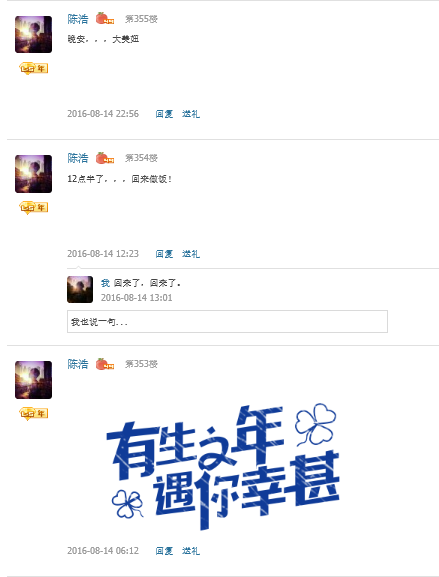 陈浩 第355楼
晚安，，，大美妞
2016-08-14 22:56 回复 送礼
陈浩 第354楼
12点半了，，，回来做饭！
2016-08-14 12:23 回复 送礼
我 回来了，回来了。
2016-08-14 13:01
我也说一句...
陈浩 第353楼
有生之年
遇你幸甚
2016-08-14 06:12 回复 送礼